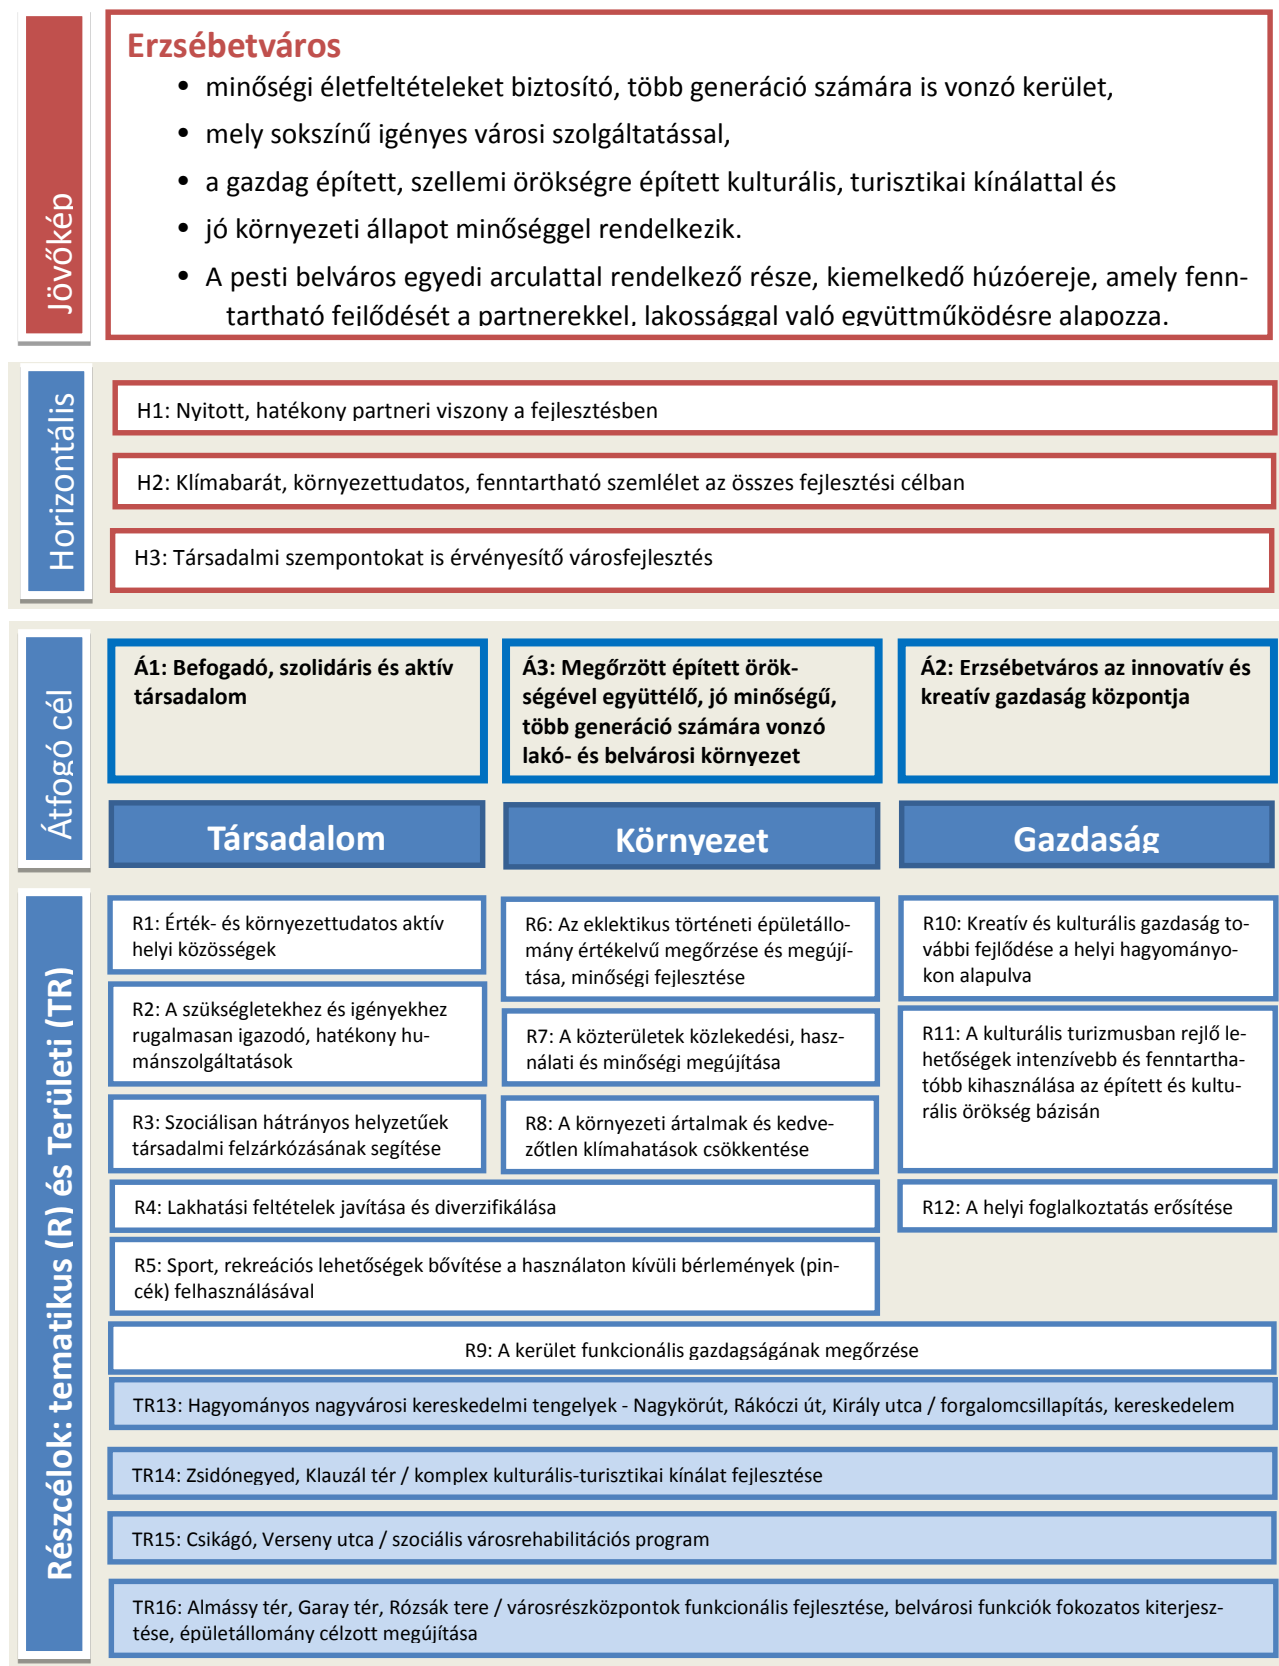 Jövőkép
Erzsébetváros
• minőségi életfeltételeket biztosító, több generáció számára is vonzó kerület,
• mely sokszínű igényes városi szolgáltatással,
• a gazdag épített, szellemi örökségre épített kulturális, turisztikai kínálattal és
• jó környezeti állapot minőséggel rendelkezik.
• A pesti belváros egyedi arculattal rendelkező része, kiemelkedő húzóereje, amely fenn-
tartható fejlődését a partnerekkel, lakossággal való együttműködésre alapozza.
Horizontális
H1: Nyitott, hatékony partneri viszony a fejlesztésben
H2: Klímabarát, környezettudatos, fenntartható szemlélet az összes fejlesztési célban
H3: Társadalmi szempontokat is érvényesítő városfejlesztés
Átfogó cél
Á1: Befogadó, szolidáris és aktív
társadalom
Á3: Megőrzött épített örök-
ségével együttélő, jó minőségű,
több generáció számára vonzó
lakó- és belvárosi környezet
Á2: Erzsébetváros az innovatív és
kreatív gazdaság központja
Társadalom
Környezet
Gazdaság
Részcélok: tematikus (R) és Területi (TR)
R1: Érték- és környezettudatos aktív
helyi közösségek
R2: A szükségletekhez és igényekhez
rugalmasan igazodó, hatékony hu-
mánszolgáltatások
R3: Szociálisan hátrányos helyzetűek
társadalmi felzárkózásának segítése
R6: Az eklektikus történeti épületállo-
mány értékelvű megőrzése és megújí-
tása, minőségi fejlesztése
R7: A közterületek közlekedési, hasz-
nálati és minőségi megújítása
R8: A környezeti ártalmak és kedve-
zőtlen klímahatások csökkentése
R10: Kreatív és kulturális gazdaság to-
vábbi fejlődése a helyi hagyományo-
kon alapulva
R11: A kulturális turizmusban rejlő le-
hetőségek intenzívebb és fenntartha-
tóbb kihasználása az épített és kultu-
rális örökség bázisán
R4: Lakhatási feltételek javítása és diverzifikálása
R12: A helyi foglalkoztatás erősítése
R5: Sport, rekreációs lehetőségek bővítése a használaton kívüli bérlemények (pin-
cék) felhasználásával
R9: A kerület funkcionális gazdagságának megőrzése
TR13: Hagyományos nagyvárosi kereskedelmi tengelyek - Nagykörút, Rákóczi út, Király utca / forgalomcsillapítás, kereskedelem
TR14: Zsidónegyed, Klauzál tér / komplex kulturális-turisztikai kínálat fejlesztése
TR15: Csikágó, Verseny utca / szociális városrehabilitációs program
TR16: Almássy tér, Garay tér, Rózsák tere / városrészközpontok funkcionális fejlesztése, belvárosi funkciók fokozatos kiterjesz-
tése, épületállomány célzott megújítása